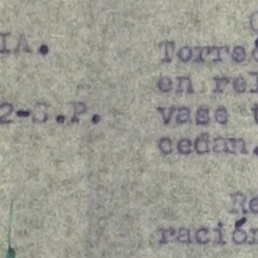 IA.
Torre
en rel
2-S.P.
vase t
cedan.
Re
ración